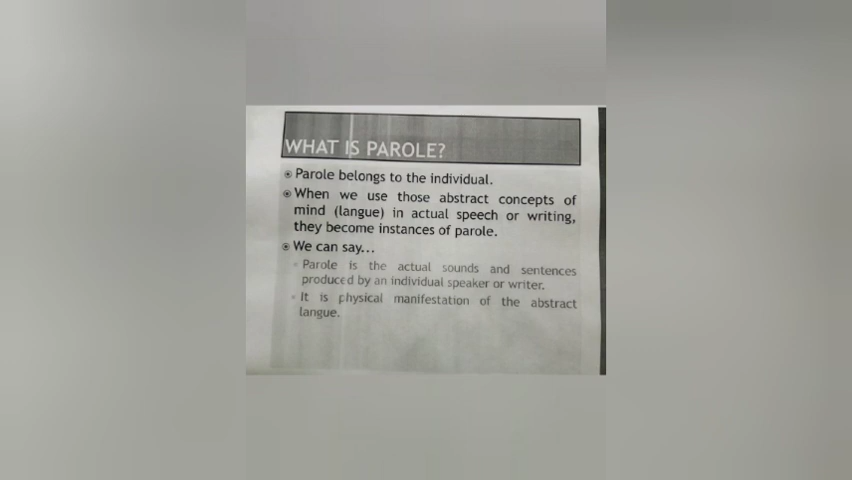 WHAT IS PAROLE?
Parole belongs to the individual.
When we use those abstract concepts of
mind (langue) in actual speech or writing,
they become instances of parole.
We can say...
Parole is the actual sounds and sentences
produced by an individual speaker or writer.
It is physical manifestation of the abstract
langue.